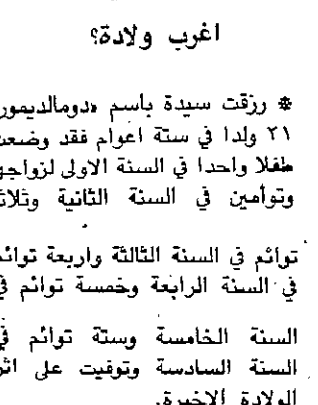 اغرب ولادة؟
* رزقت سيدة باسم «دومالديمور
٢١ ولدا في ستة اعوام فقد وضعت
طفلا واحدا في السنة الاولى لزواجها
وتوأمين في السنة الثانية وثلاثة
توائم في السنة الثالثة واربعة توائم
في السنة الرابعة وخمسة توائم في
السنة الخامسة وستة توائم في
السنة السادسة وتوفيت على اثر
الولادة الاخيرة.